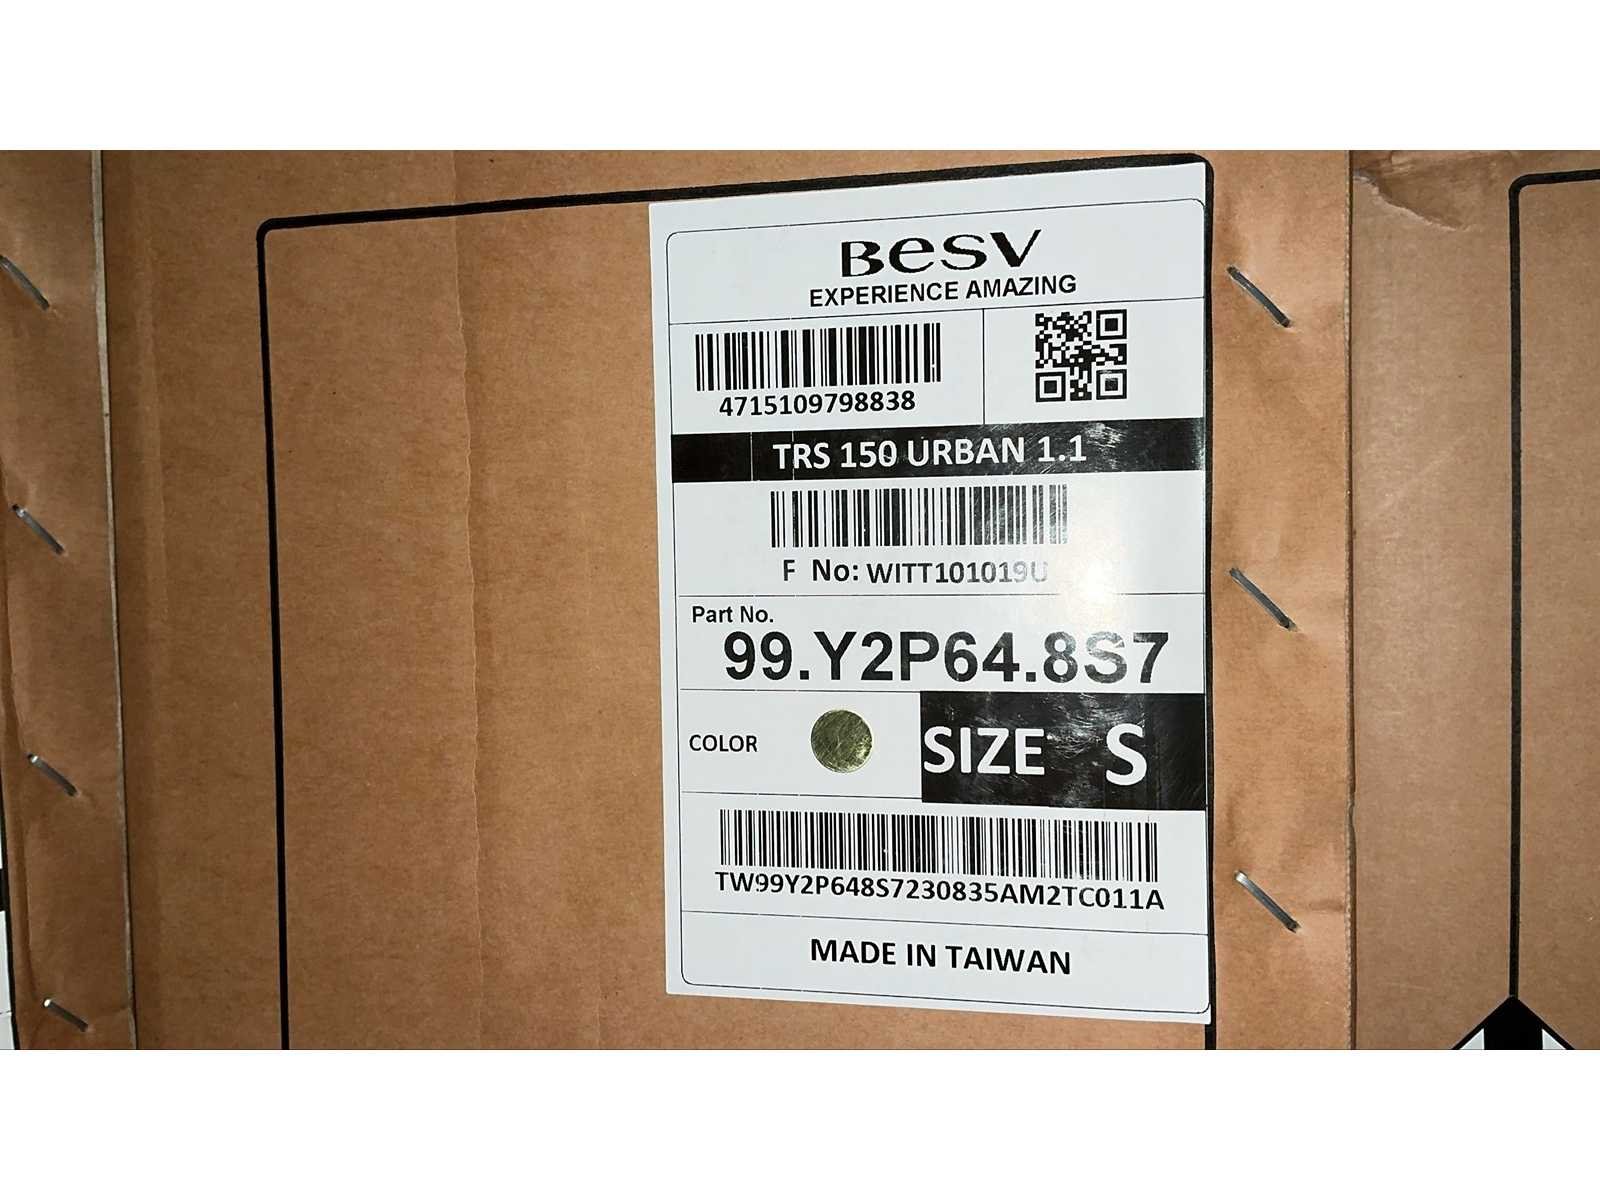 BESV
EXPERIENCE AMAZING
4715109798838
TRS 150 URBAN 1.1
F No: WITT101019U
Part No.
99.Y2P64.8S7
COLOR
SIZE S
TW99Y2P648S7230835AM2TC011A
MADE IN TAIWAN